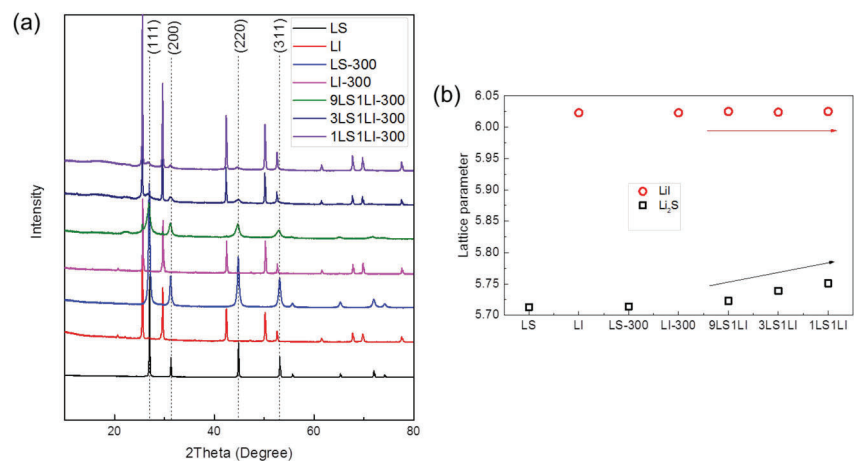 (a)
(111)
(200)
(220)
(311)
LS
LI
LS-300
LI-300
9LS1LI-300
3LS1LI-300
1LS1LI-300
Intensity
20
40
60
80
2Theta (Degree)
(b)
6.05
6.00
5.95
5.90
5.85
5.80
5.75
5.70
Lattice parameter
LiI
Li₂S
LS
LI
LS-300
LI-300
9LS1LI
3LS1LI
1LS1LI